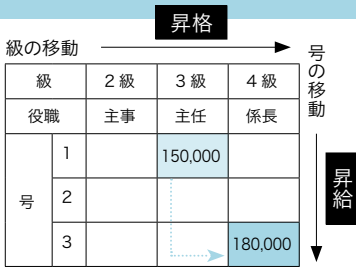 昇格
級の移動
号の移動
級 2級 3級 4級
役職 主事 主任 係長
号
1 150,000
2
3 180,000
昇給